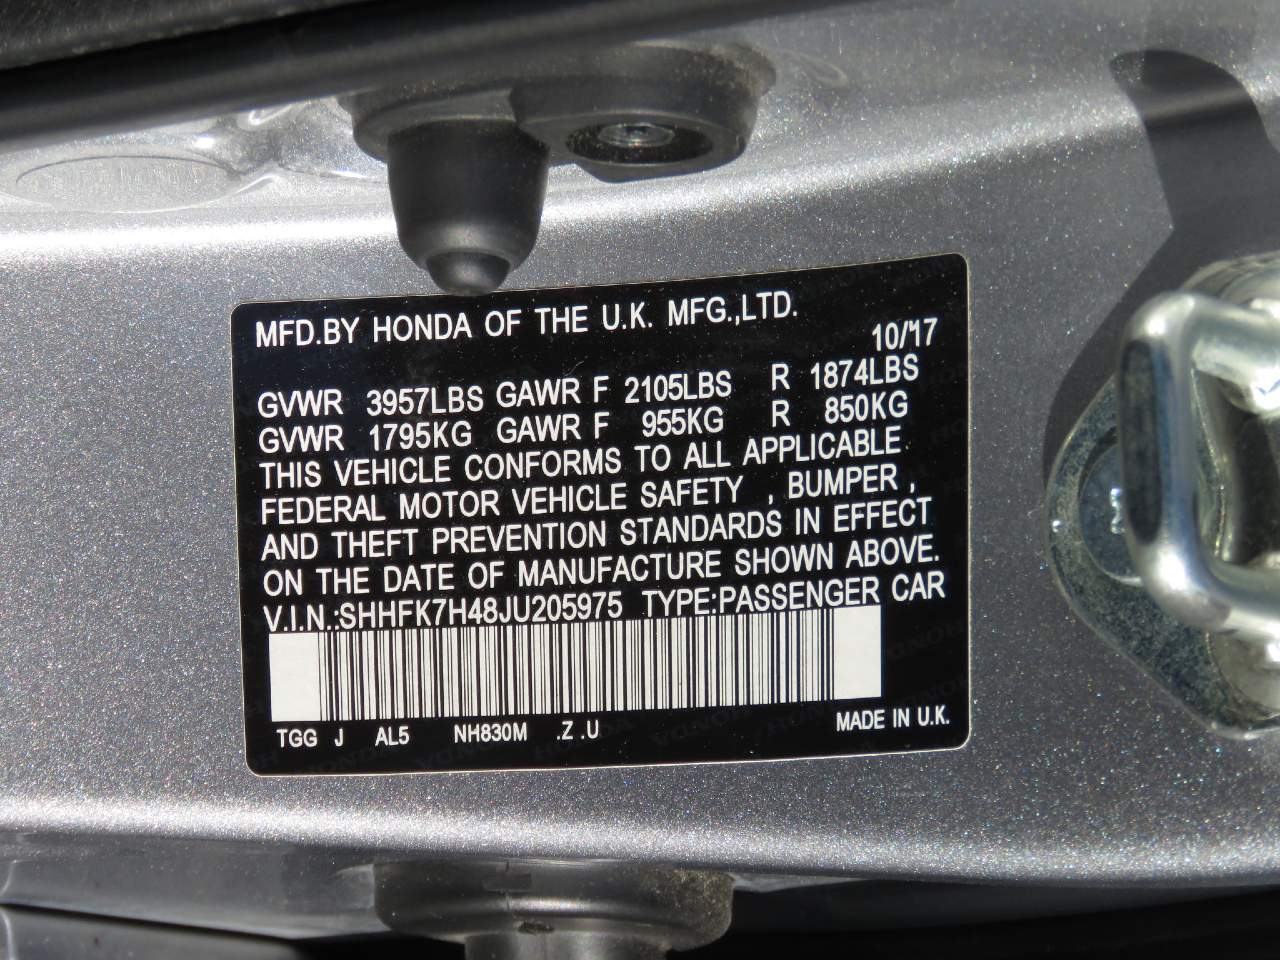 MFD.BY HONDA OF THE U.K. MFG.,LTD.
10/17
GVWR 3957LBS GAWR F 2105LBS R 1874LBS
GVWR 1795KG GAWR F 955KG R 850KG
THIS VEHICLE CONFORMS TO ALL APPLICABLE
FEDERAL MOTOR VEHICLE SAFETY , BUMPER ,
AND THEFT PREVENTION STANDARDS IN EFFECT
ON THE DATE OF MANUFACTURE SHOWN ABOVE.
V.I.N.:SHHFK7H48JU205975 TYPE:PASSENGER CAR
TGG J AL5 NH830M .Z .U MADE IN U.K.